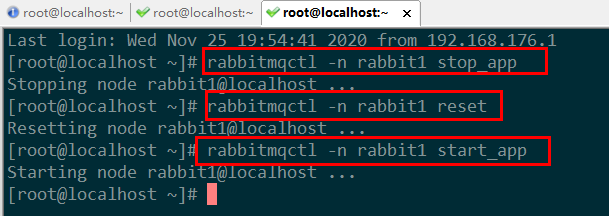 root@localhost:~ root@localhost:~ root@localhost:~ ×
Last login: Wed Nov 25 19:54:41 2020 from 192.168.176.1
[root@localhost ~]# rabbitmqctl -n rabbit1 stop_app
Stopping node rabbit1@localhost ...
[root@localhost ~]# rabbitmqctl -n rabbit1 reset
Resetting node rabbit1@localhost ...
[root@localhost ~]# rabbitmqctl -n rabbit1 start_app
Starting node rabbit1@localhost ...
[root@localhost ~]#